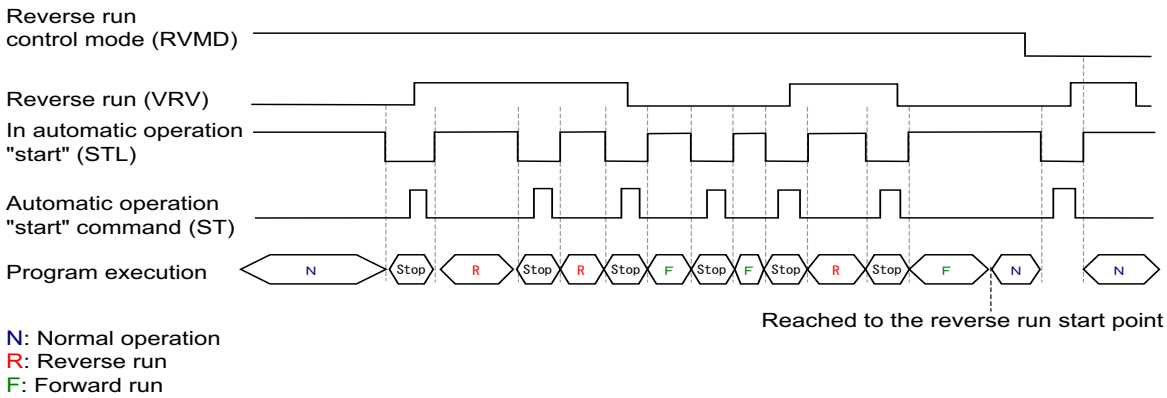 Reverse run
control mode (RVMD)
Reverse run (VRV)
In automatic operation
"start" (STL)
Automatic operation
"start" command (ST)
Program execution
N Stop R Stop R Stop F Stop F Stop R Stop F N N
Reached to the reverse run start point
N: Normal operation
R: Reverse run
F: Forward run